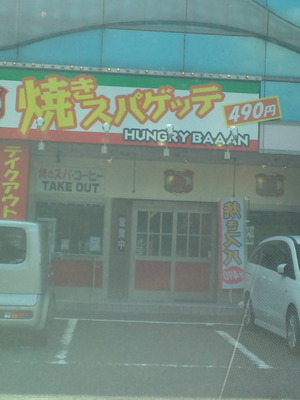 焼きスパゲッテ
490円
HUNGRY BAAAN
テイクアウト
焼きスパ・コーヒー
TAKE OUT
営業中
焼きスパ
¥490